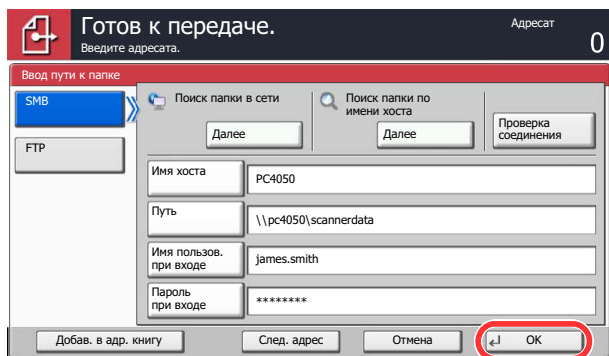 Готов к передаче.
Введите адресата.
Адресат
0
Ввод пути к папке
SMB
FTP
Поиск папки в сети
Далее
Поиск папки по
имени хоста
Далее
Проверка
соединения
Имя хоста
PC4050
Путь
\\pc4050\scannerdata
Имя пользов.
при входе
james.smith
Пароль
при входе
********
Добав. в адр. книгу
След. адрес
Отмена
OK